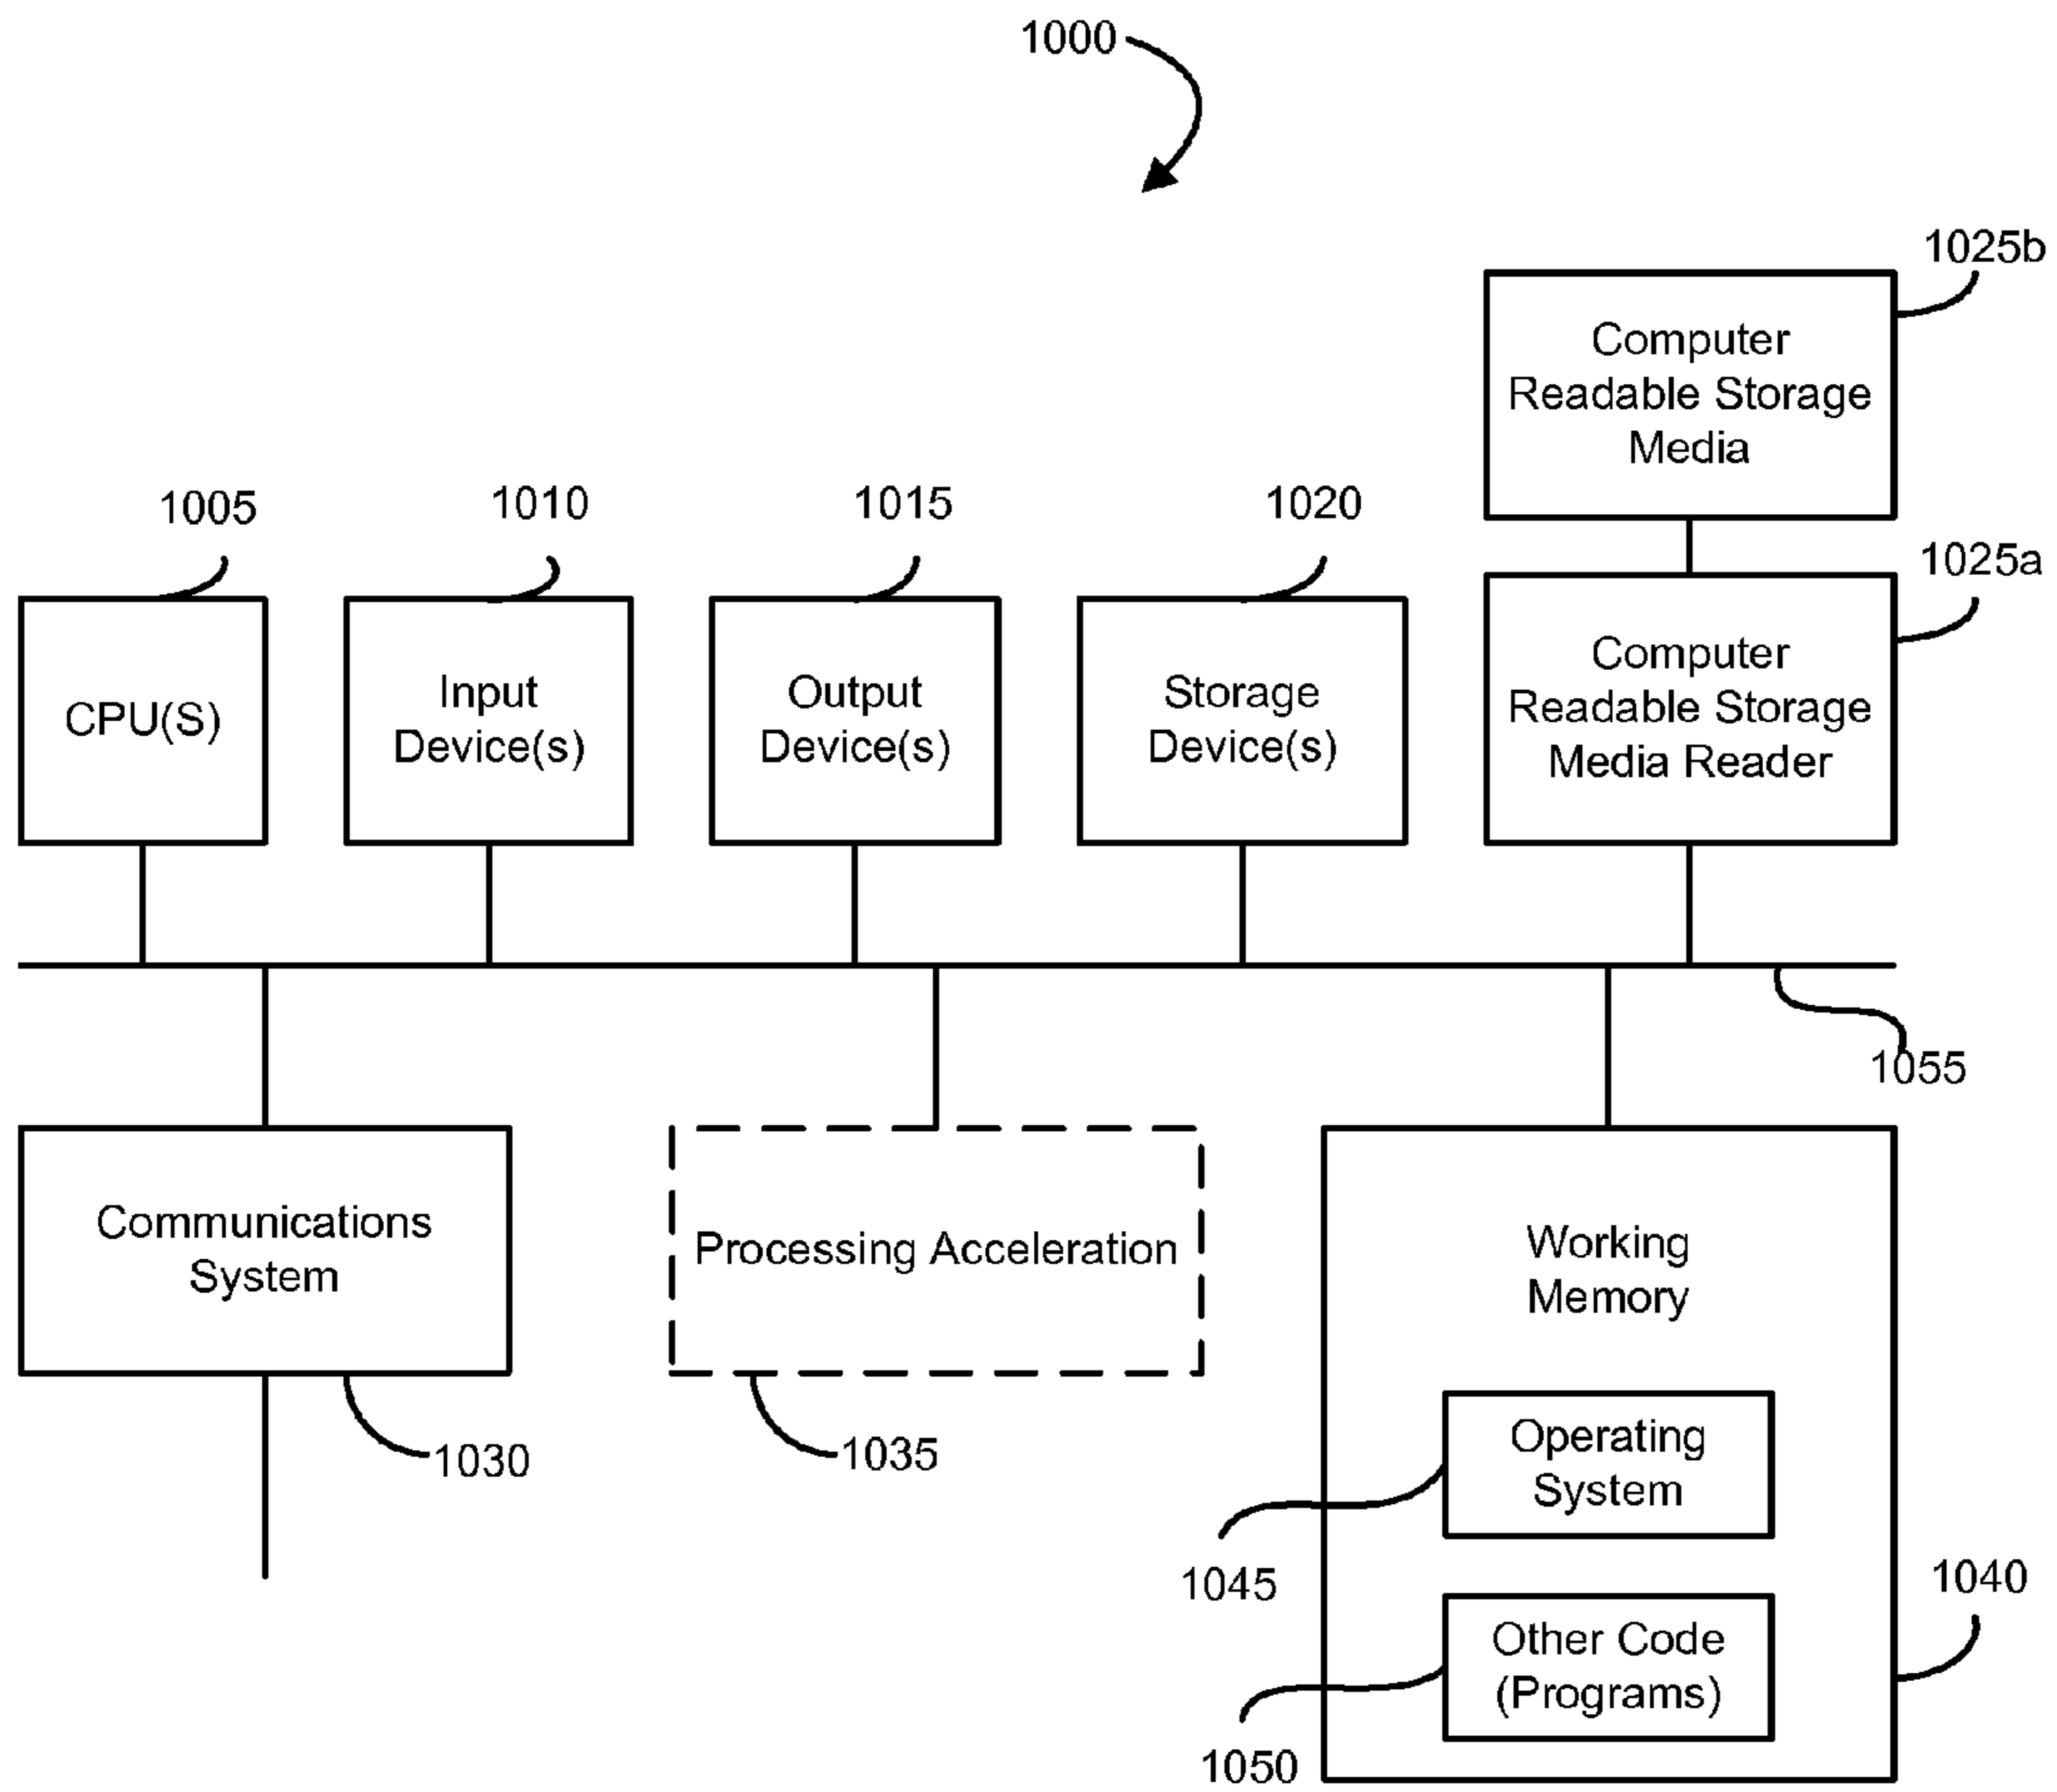 1000
1025b
Computer
Readable Storage
Media
1005
1010
1015
1020
1025a
CPU(S)
Input
Device(s)
Output
Device(s)
Storage
Device(s)
Computer
Readable Storage
Media Reader
1055
Communications
System
Processing Acceleration
Working
Memory
1030
1035
Operating
System
1045
1040
Other Code
(Programs)
1050